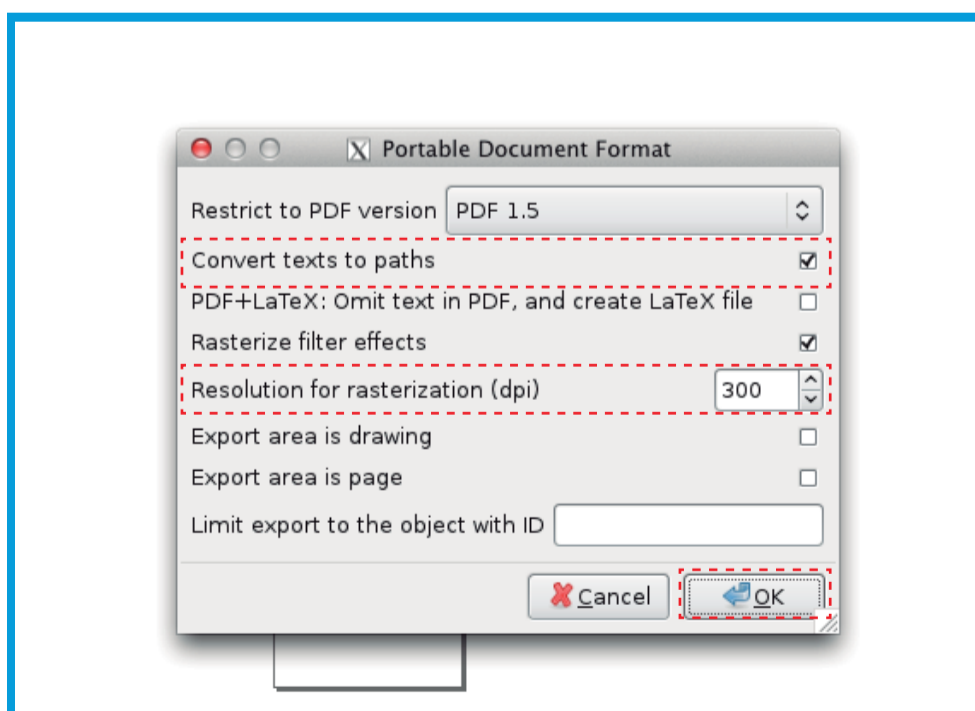 Portable Document Format
Restrict to PDF version PDF 1.5
Convert texts to paths
PDF+LaTeX: Omit text in PDF, and create LaTeX file
Rasterize filter effects
Resolution for rasterization (dpi) 300
Export area is drawing
Export area is page
Limit export to the object with ID
Cancel OK